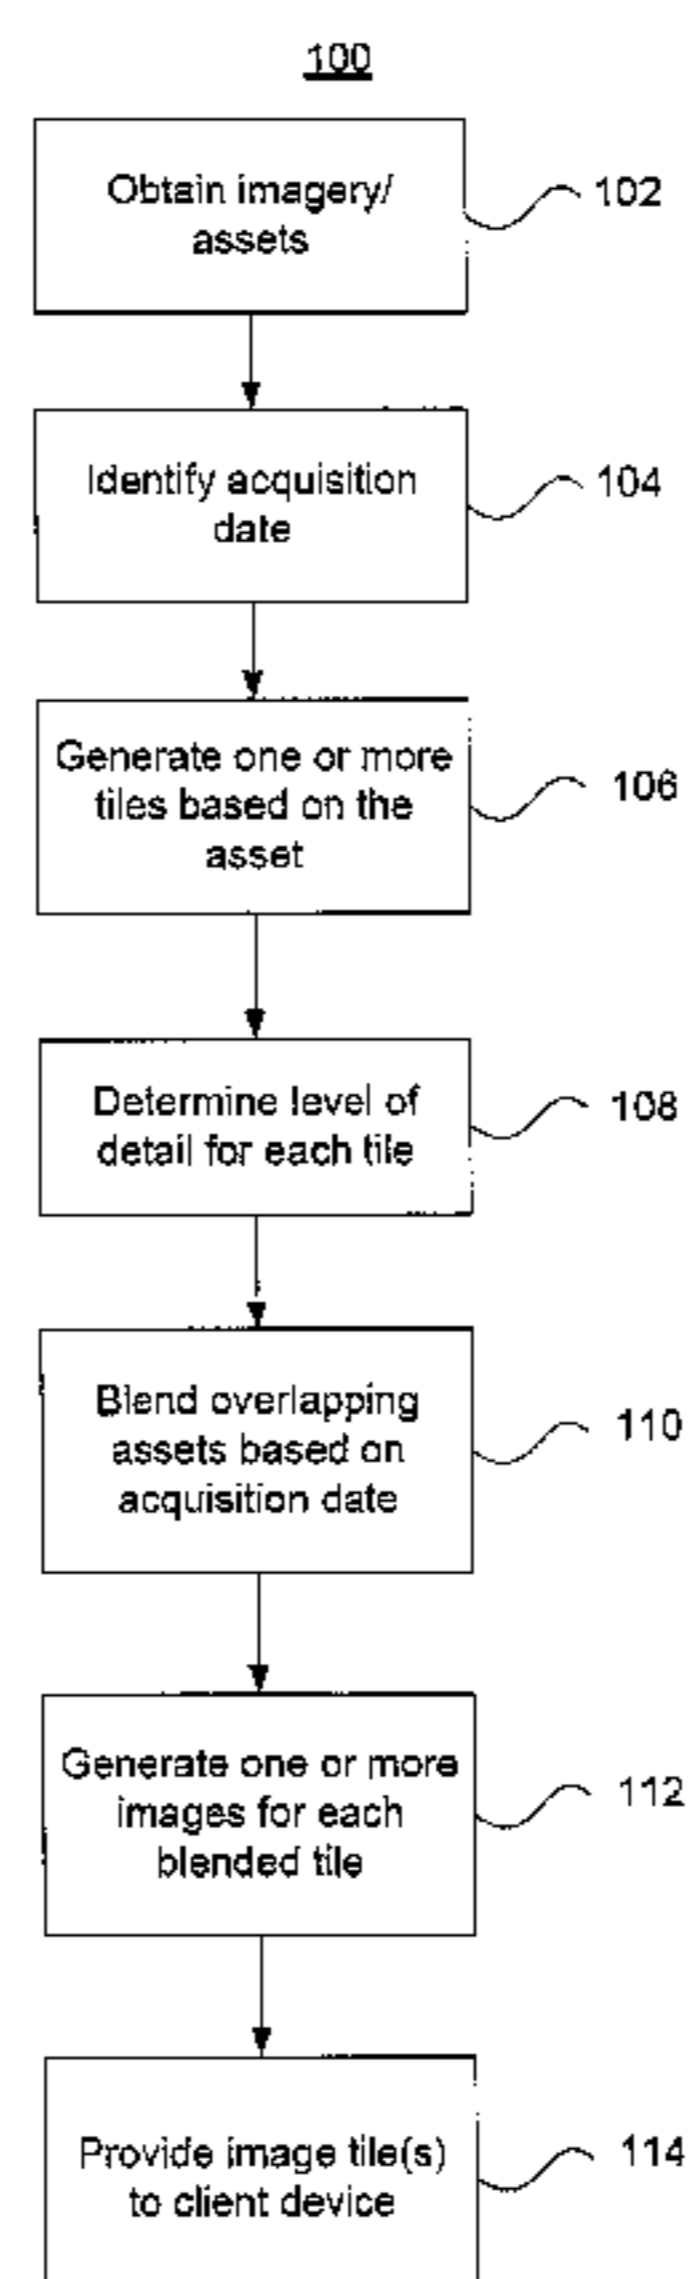 100
Obtain imagery/
assets
102
Identify acquisition
date
104
Generate one or more
tiles based on the
asset
106
Determine level of
detail for each tile
108
Blend overlapping
assets based on
acquisition date
110
Generate one or more
images for each
blended tile
112
Provide image tile(s)
to client device
114